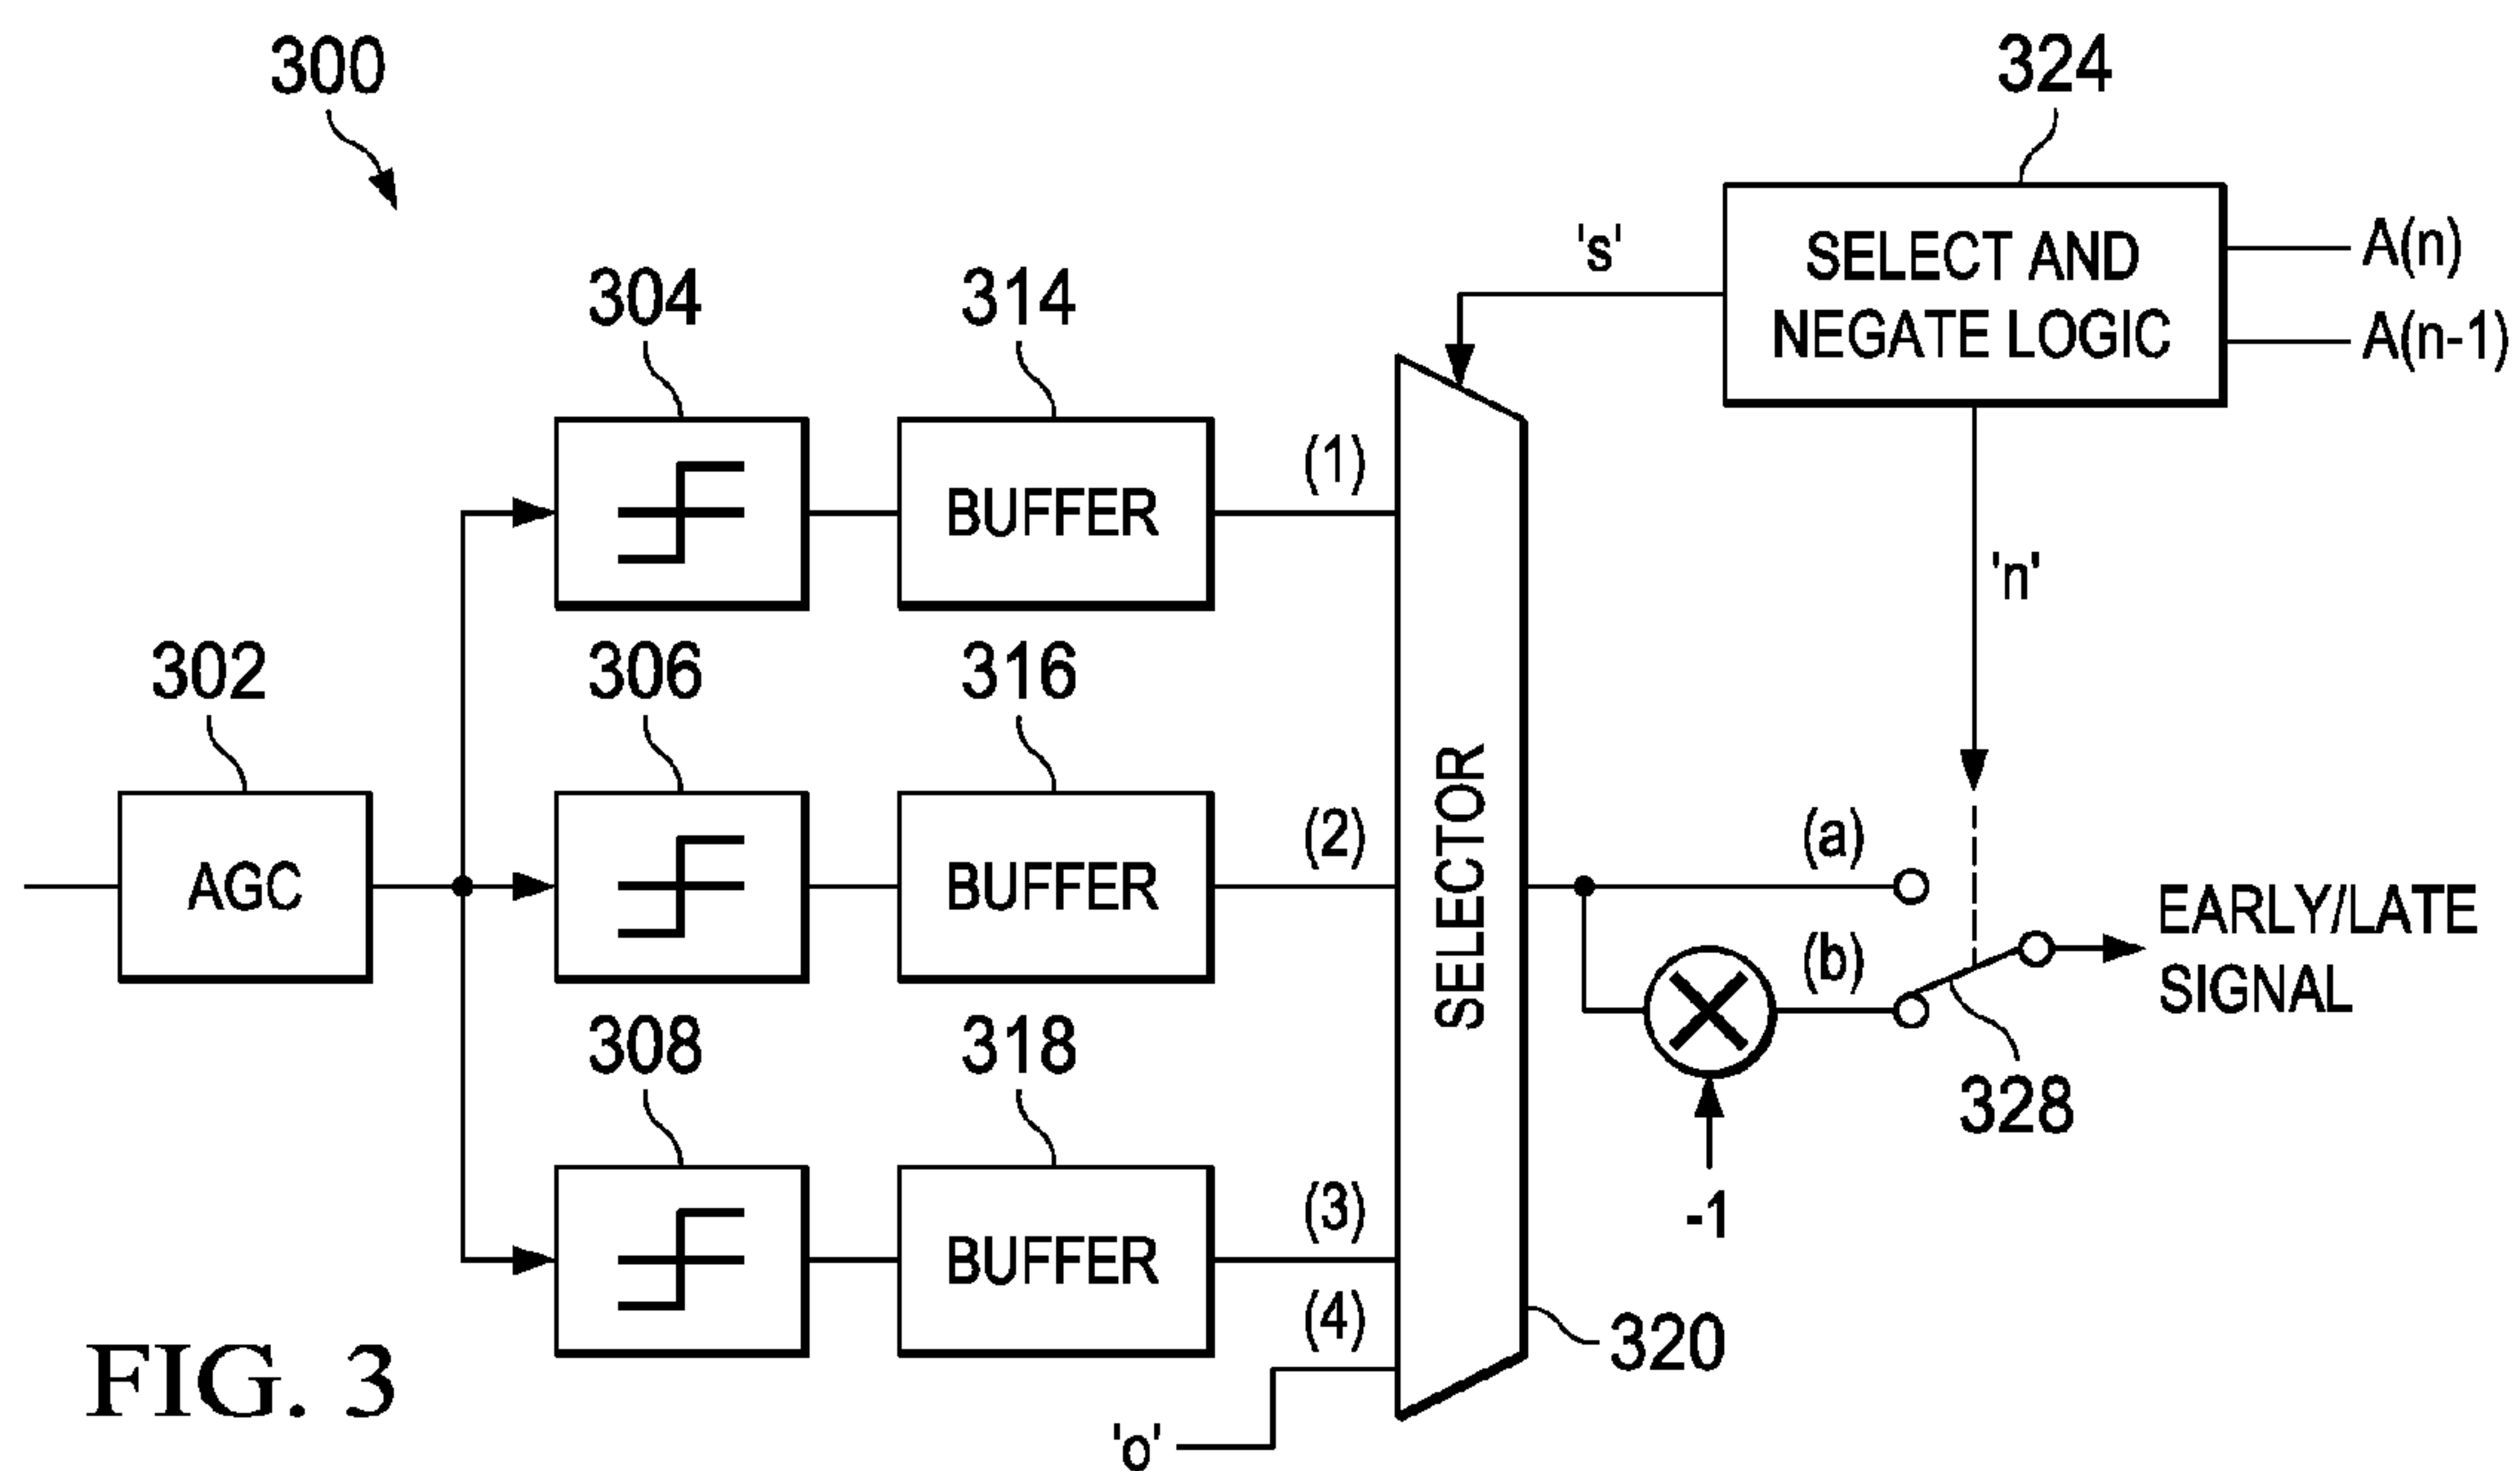 300
324
's'
SELECT AND
NEGATE LOGIC
A(n)
A(n-1)
304
314
(1)
BUFFER
'n'
302
306
316
(2)
AGC
BUFFER
SELECTOR
(a)
(b)
EARLY/LATE
SIGNAL
308
318
328
(3)
-1
BUFFER
(4)
320
FIG. 3
'o'